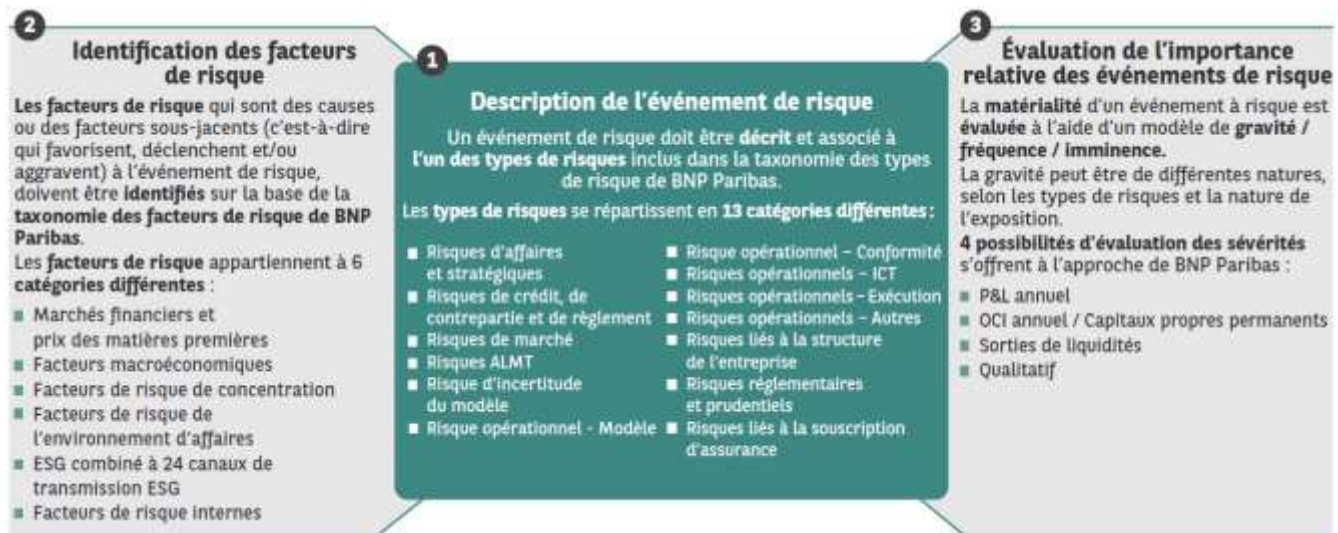 2
Identification des facteurs
de risque
Les facteurs de risque qui sont des causes
ou des facteurs sous-jacents (c'est-à-dire
qui favorisent, déclenchent et/ou
aggravent) à l'événement de risque,
doivent être identifiés sur la base de la
taxonomie des facteurs de risque de BNP
Paribas.
Les facteurs de risque appartiennent à 6
catégories différentes :
■ Marchés financiers et
prix des matières premières
■ Facteurs macroéconomiques
■ Facteurs de risque de concentration
■ Facteurs de risque de
l'environnement d'affaires
■ ESG combiné à 24 canaux de
transmission ESG
■ Facteurs de risque internes
1
Description de l'événement de risque
Un événement de risque doit être décrit et associé à
l'un des types de risques inclus dans la taxonomie des types
de risque de BNP Paribas.
Les types de risques se répartissent en 13 catégories différentes :
■ Risques d'affaires
et stratégiques
■ Risques de crédit, de
contrepartie et de règlement
■ Risques de marché
■ Risques ALMT
■ Risque d'incertitude
du modèle
■ Risque opérationnel - Modèle
■ Risque opérationnel – Conformité
■ Risques opérationnels – ICT
■ Risques opérationnels – Exécution
■ Risques opérationnels – Autres
■ Risques liés à la structure
de l'entreprise
■ Risques réglementaires
et prudentiels
■ Risques liés à la souscription
d'assurance
3
Évaluation de l'importance
relative des événements de risque
La matérialité d'un événement à risque est
évaluée à l'aide d'un modèle de gravité /
fréquence / imminence.
La gravité peut être de différentes natures,
selon les types de risques et la nature de
l'exposition.
4 possibilités d'évaluation des sévérités
s'offrent à l'approche de BNP Paribas :
■ P&L annuel
■ OCI annuel / Capitaux propres permanents
■ Sorties de liquidités
■ Qualitatif